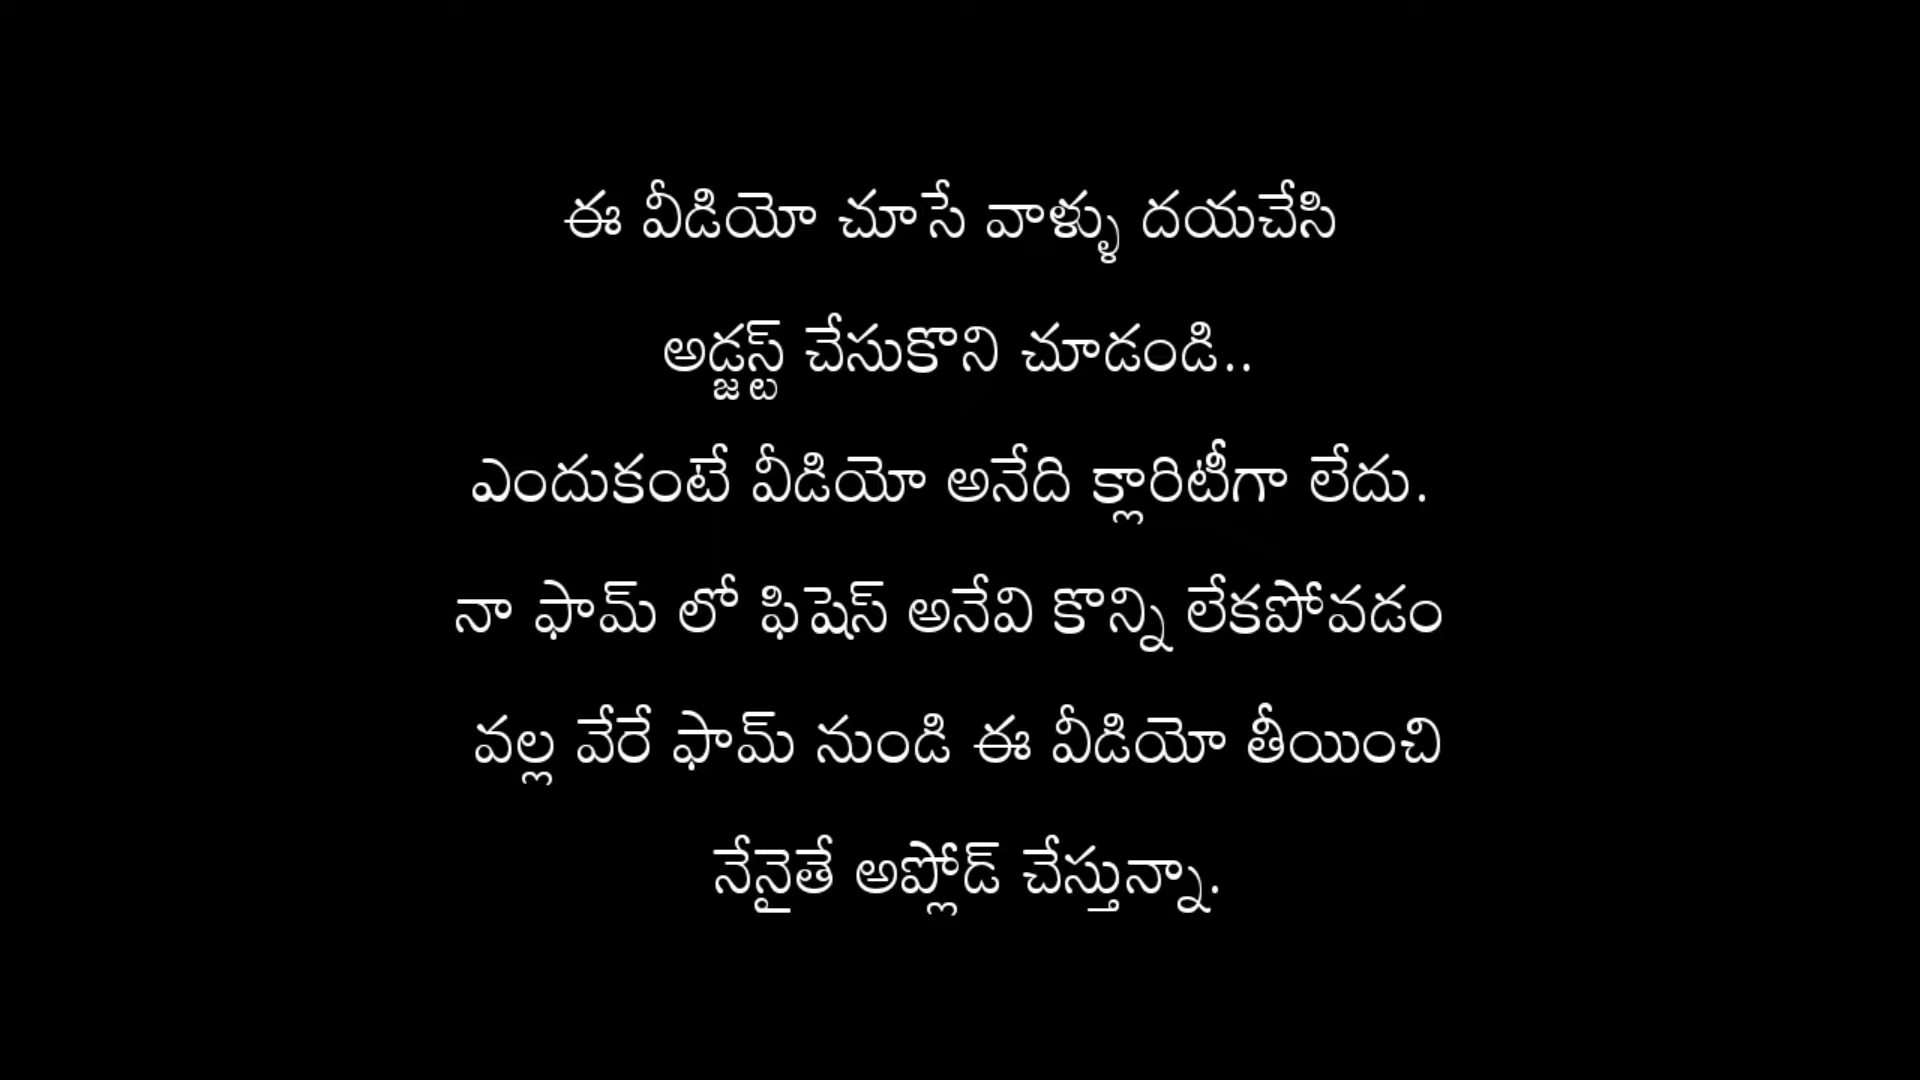 ఈ వీడియో చూసే వాళ్ళు దయచేసి
అడ్జస్ట్ చేసుకొని చూడండి..
ఎందుకంటే వీడియో అనేది క్లారిటీగా లేదు.
నా ఫామ్ లో ఫిషెస్ అనేవి కొన్ని లేకపోవడం
వల్ల వేరే ఫామ్ నుండి ఈ వీడియో తీయించి
నేనైతే అప్లోడ్ చేస్తున్నా.